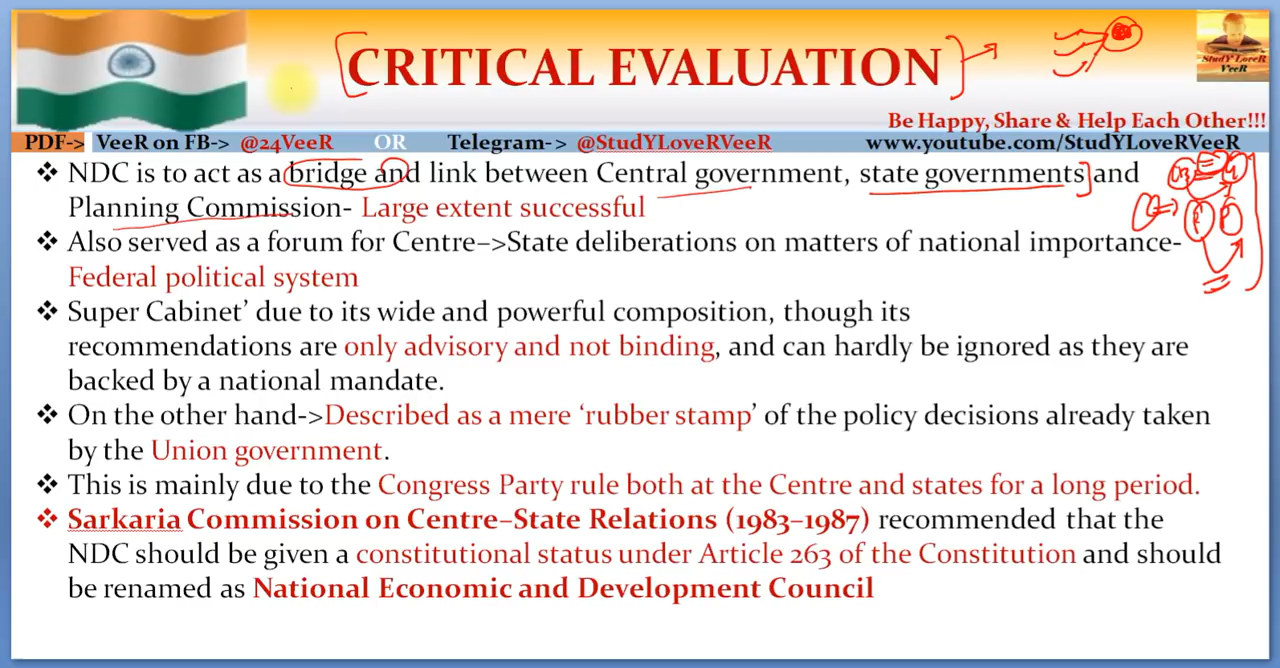 CRITICAL EVALUATION
StudY LoveR
VeeR
Be Happy, Share & Help Each Other!!!
PDF-> VeeR on FB-> @24VeeR OR Telegram-> @StudYLoveRVeeR www.youtube.com/StudYLoveRVeeR
❖ NDC is to act as a bridge and link between Central government, state governments and
Planning Commission- Large extent successful
❖ Also served as a forum for Centre–>State deliberations on matters of national importance-
Federal political system
❖ Super Cabinet’ due to its wide and powerful composition, though its
recommendations are only advisory and not binding, and can hardly be ignored as they are
backed by a national mandate.
❖ On the other hand->Described as a mere ‘rubber stamp’ of the policy decisions already taken
by the Union government.
❖ This is mainly due to the Congress Party rule both at the Centre and states for a long period.
❖ Sarkaria Commission on Centre–State Relations (1983–1987) recommended that the
NDC should be given a constitutional status under Article 263 of the Constitution and should
be renamed as National Economic and Development Council